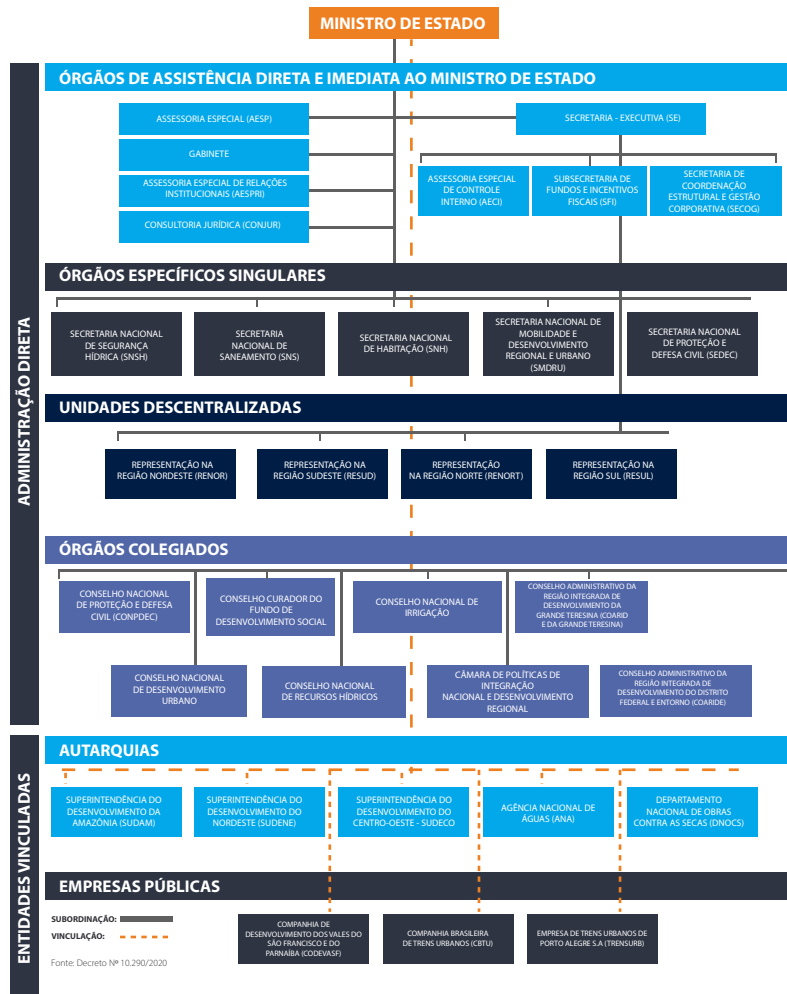 MINISTRO DE ESTADO
ADMINISTRAÇÃO DIRETA
ÓRGÃOS DE ASSISTÊNCIA DIRETA E IMEDIATA AO MINISTRO DE ESTADO
ASSESSORIA ESPECIAL (AESP)
SECRETARIA - EXECUTIVA (SE)
GABINETE
ASSESSORIA ESPECIAL DE RELAÇÕES
INSTITUCIONAIS (AESPRI)
CONSULTORIA JURÍDICA (CONJUR)
ASSESSORIA ESPECIAL
DE CONTROLE
INTERNO (AECI)
SUBSECRETARIA DE
FUNDOS E INCENTIVOS
FISCAIS (SFI)
SECRETARIA DE
COORDENAÇÃO
ESTRUTURAL E GESTÃO
CORPORATIVA (SECOG)
ÓRGÃOS ESPECÍFICOS SINGULARES
SECRETARIA NACIONAL
DE SEGURANÇA
HÍDRICA (SNSH)
SECRETARIA
NACIONAL DE
SANEAMENTO (SNS)
SECRETARIA NACIONAL
DE HABITAÇÃO (SNH)
SECRETARIA NACIONAL DE
MOBILIDADE E
DESENVOLVIMENTO
REGIONAL E URBANO
(SMDRU)
SECRETARIA NACIONAL
DE PROTEÇÃO E
DEFESA CIVIL (SEDEC)
UNIDADES DESCENTRALIZADAS
REPRESENTAÇÃO NA
REGIÃO NORDESTE (RENOR)
REPRESENTAÇÃO NA
REGIÃO SUDESTE (RESUD)
REPRESENTAÇÃO
NA REGIÃO NORTE (RENORT)
REPRESENTAÇÃO NA
REGIÃO SUL (RESUL)
ÓRGÃOS COLEGIADOS
CONSELHO NACIONAL
DE PROTEÇÃO E DEFESA
CIVIL (CONPDEC)
CONSELHO CURADOR DO
FUNDO DE
DESENVOLVIMENTO SOCIAL
CONSELHO NACIONAL DE
IRRIGAÇÃO
CONSELHO ADMINISTRATIVO DA
REGIÃO INTEGRADA DE
DESENVOLVIMENTO DA
GRANDE TERESINA (COARID
E DA GRANDE TERESINA)
CONSELHO NACIONAL
DE DESENVOLVIMENTO
URBANO
CONSELHO NACIONAL
DE RECURSOS HÍDRICOS
CÂMARA DE POLÍTICAS DE
INTEGRAÇÃO
NACIONAL E DESENVOLVIMENTO
REGIONAL
CONSELHO ADMINISTRATIVO DA
REGIÃO INTEGRADA DE
DESENVOLVIMENTO DO DISTRITO
FEDERAL E ENTORNO (COARIDE)
ENTIDADES VINCULADAS
AUTARQUIAS
SUPERINTENDÊNCIA DO
DESENVOLVIMENTO DA
AMAZÔNIA (SUDAM)
SUPERINTENDÊNCIA DO
DESENVOLVIMENTO DO
NORDESTE (SUDENE)
SUPERINTENDÊNCIA DO
DESENVOLVIMENTO DO
CENTRO-OESTE - SUDECO
AGÊNCIA NACIONAL DE
ÁGUAS (ANA)
DEPARTAMENTO
NACIONAL DE OBRAS
CONTRA AS SECAS (DNOCS)
EMPRESAS PÚBLICAS
SUBORDINAÇÃO:
VINCULAÇÃO:
Fonte: Decreto Nº 10.290/2020
COMPANHIA DE
DESENVOLVIMENTO DOS VALES DO
SÃO FRANCISCO E DO
PARNAÍBA (CODEVASF)
COMPANHIA BRASILEIRA
DE TRENS URBANOS (CBTU)
EMPRESA DE TRENS URBANOS DE
PORTO ALEGRE S.A (TRENSURB)